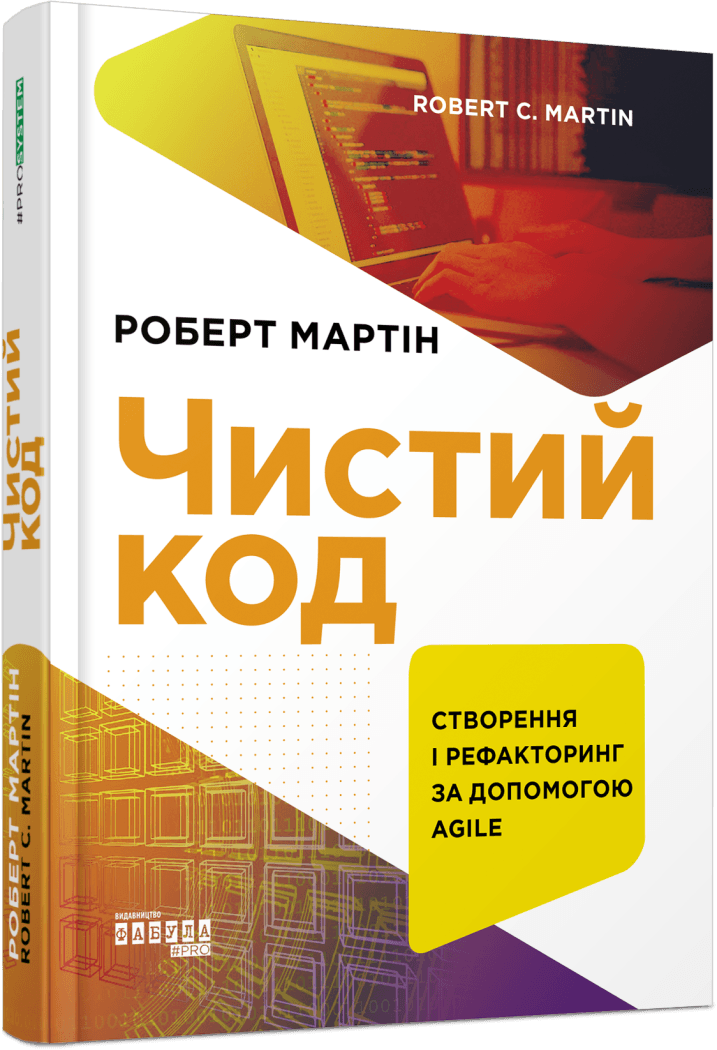 #PROSYSTEM
ЧИСТИЙ
КОД
РОБЕРТ МАРТІН
ROBERT C. MARTIN
ROBERT C. MARTIN
РОБЕРТ МАРТІН
Чистий
код
СТВОРЕННЯ
І РЕФАКТОРИНГ
ЗА ДОПОМОГОЮ
AGILE
ВИДАВНИЦТВО
ФАБУЛА
#PRO